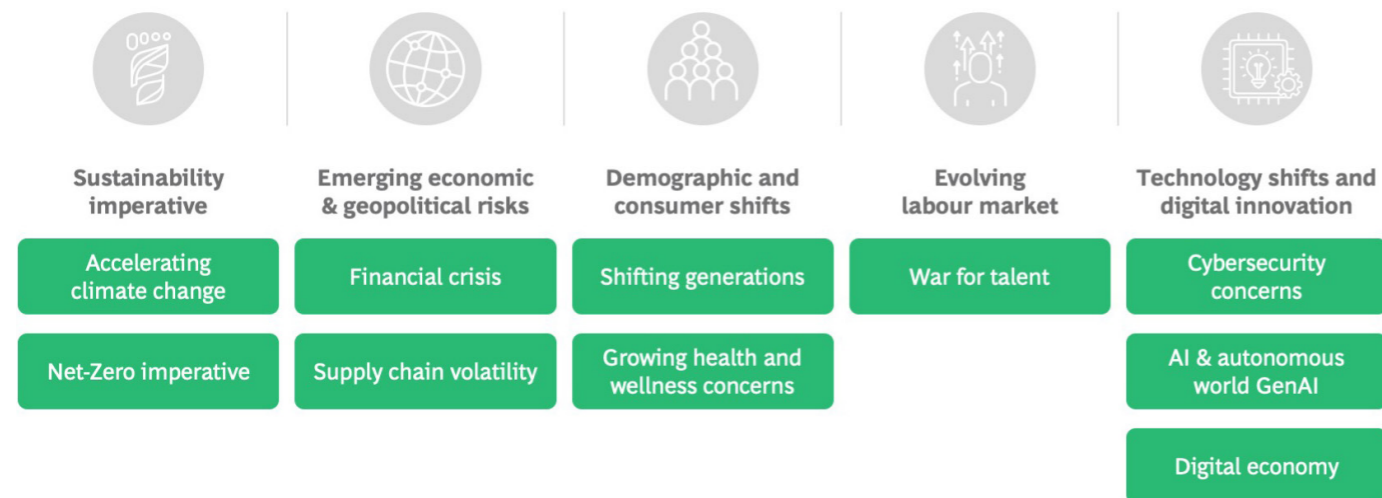 Sustainability
imperative
Emerging economic
& geopolitical risks
Demographic and
consumer shifts
Evolving
labour market
Technology shifts and
digital innovation
Accelerating
climate change
Financial crisis
Shifting generations
War for talent
Cybersecurity
concerns
Net-Zero imperative
Supply chain volatility
Growing health and
wellness concerns
AI & autonomous
world GenAI
Digital economy